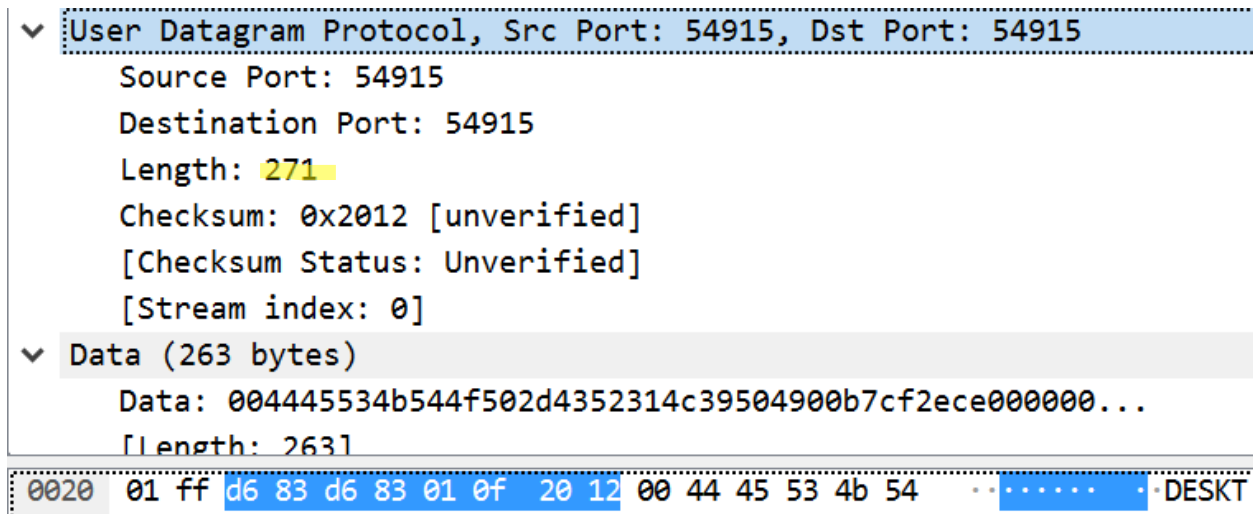 User Datagram Protocol, Src Port: 54915, Dst Port: 54915
Source Port: 54915
Destination Port: 54915
Length: 271
Checksum: 0x2012 [unverified]
[Checksum Status: Unverified]
[Stream index: 0]
Data (263 bytes)
Data: 004445534b544f502d4352314c39504900b7cf2ece000000...
[Length: 263]
0020 01 ff d6 83 d6 83 01 0f 20 12 00 44 45 53 4b 54 ········ ··DESKT